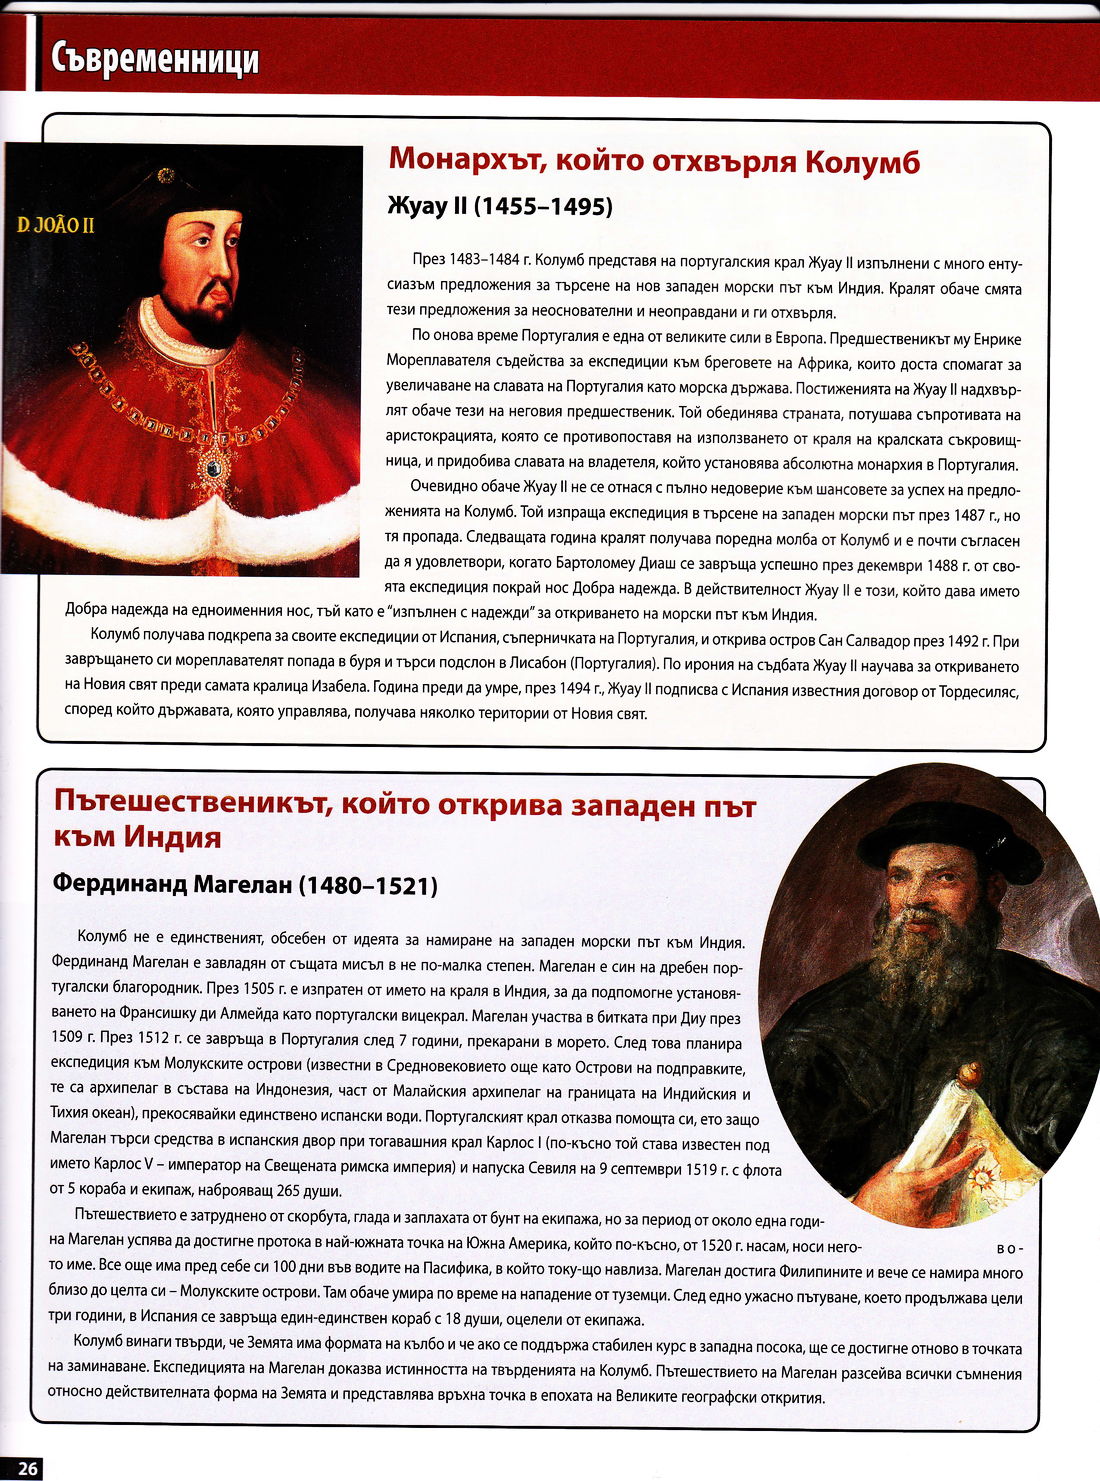 Съвременници
D. JOÃO II
Монархът, който отхвърля Колумб
Жуау II (1455–1495)
През 1483–1484 г. Колумб представя на португалския крал Жуау II изпълнени с много енту-
сиазъм предложения за търсене на нов западен морски път към Индия. Кралят обаче смята
тези предложения за неоснователни и неоправдани и ги отхвърля.
По онова време Португалия е една от великите сили в Европа. Предшественикът му Енрике
Мореплавателя съдейства за експедиции към бреговете на Африка, които доста спомагат за
увеличаване на славата на Португалия като морска държава. Постиженията на Жуау II надхвър-
лят обаче тези на неговия предшественик. Той обединява страната, потушава съпротивата на
аристокрацията, която се противопоставя на използването от краля на кралската съкровищ-
ница, и придобива славата на владетеля, който установява абсолютна монархия в Португалия.
Очевидно обаче Жуау II не се отнася с пълно недоверие към шансовете за успех на предло-
женията на Колумб. Той изпраща експедиция в търсене на западен морски път през 1487 г., но
тя пропада. Следващата година кралят получава поредна молба от Колумб и е почти съгласен
да я удовлетвори, когато Бартоломеу Диаш се завръща успешно през декември 1488 г. от сво-
ята експедиция покрай нос Добра надежда. В действителност Жуау II е този, който дава името
Добра надежда на едноименния нос, тъй като е “изпълнен с надежди” за откриването на морски път към Индия.
Колумб получава подкрепа за своите експедиции от Испания, съперничката на Португалия, и открива остров Сан Салвадор през 1492 г. При
завръщането си мореплавателят попада в буря и търси подслон в Лисабон (Португалия). По ирония на съдбата Жуау II научава за откриването
на Новия свят преди самата кралица Изабела. Година преди да умре, през 1494 г., Жуау II подписва с Испания известния договор от Тордесиляс,
според който държавата, която управлява, получава няколко територии от Новия свят.
Пътешественикът, който открива западен път
към Индия
Фердинанд Магелан (1480–1521)
Колумб не е единственият, обсебен от идеята за намиране на западен морски път към Индия.
Фердинанд Магелан е завладян от същата мисъл в не по-малка степен. Магелан е син на дребен пор-
тугалски благородник. През 1505 г. е изпратен от името на краля в Индия, за да подпомогне установя-
ването на Франсишку ди Алмейда като португалски вицекрал. Магелан участва в битката при Диу през
1509 г. През 1512 г. се завръща в Португалия след 7 години, прекарани в морето. След това планира
експедиция към Молукските острови (известни в Средновековието още като Острови на подправките,
те са архипелаг в състава на Индонезия, част от Малайския архипелаг на границата на Индийския и
Тихия океан), прекосявайки единствено испански води. Португалският крал отказва помощта си, ето защо
Магелан търси средства в испанския двор при тогавашния крал Карлос I (по-късно той става известен под
името Карлос V – император на Свещената римска империя) и напуска Севиля на 9 септември 1519 г. с флота
от 5 кораба и екипаж, наброяващ 265 души.
Пътешествието е затруднено от скорбута, глада и заплахата от бунт на екипажа, но за период от около една годи-
на Магелан успява да достигне протока в най-южната точка на Южна Америка, който по-късно, от 1520 г. насам, носи него- во-
то име. Все още има пред себе си 100 дни във водите на Пасифика, в който току-що навлиза. Магелан достига Филипините и вече се намира много
близо до целта си – Молукските острови. Там обаче умира по време на нападение от туземци. След едно ужасно пътуване, което продължава цели
три години, в Испания се завръща един-единствен кораб с 18 души, оцелели от екипажа.
Колумб винаги твърди, че Земята има формата на кълбо и че ако се поддържа стабилен курс в западна посока, ще се достигне отново в точката
на заминаване. Експедицията на Магелан доказва истинността на твърденията на Колумб. Пътешествието на Магелан разсейва всички съмнения
относно действителната форма на Земята и представлява връхна точка в епохата на Великите географски открития.
26